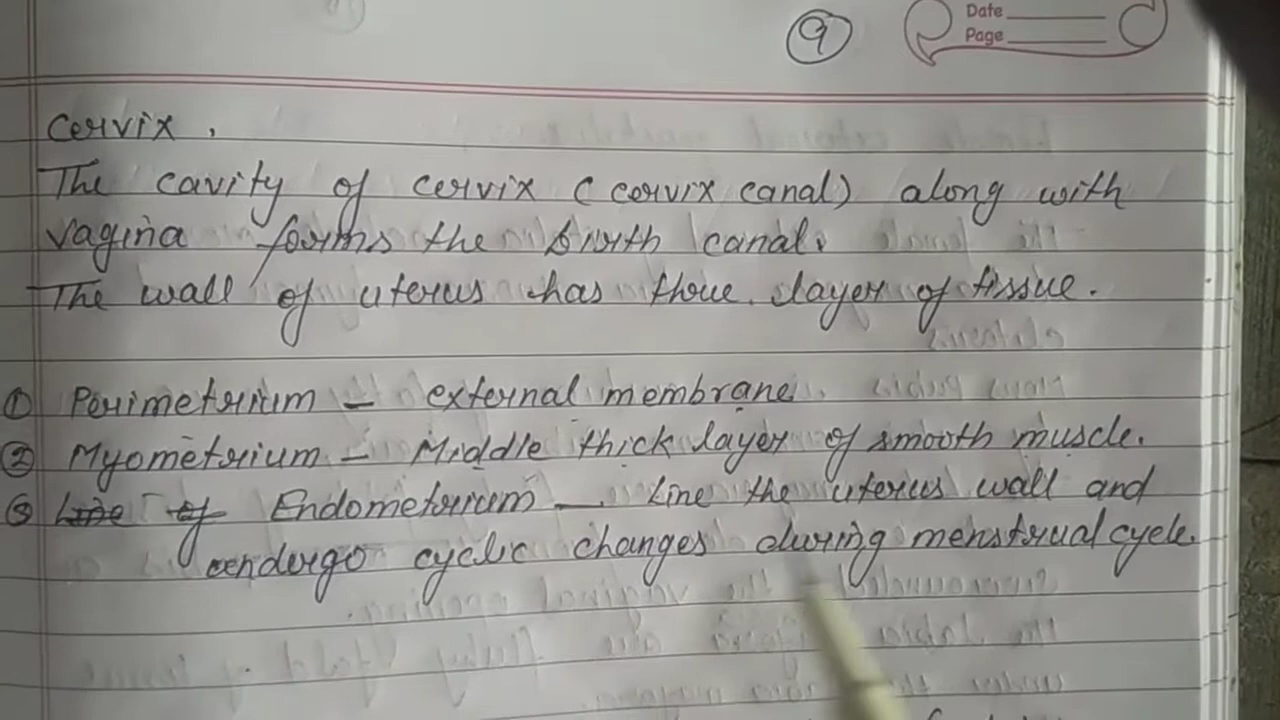 9
Date
Page
Cervix.
The cavity of cervix (cervix canal) along with
vagina forms the birth canal.
The wall of uterus has three layer of tissue.
① Perimetrium - external membrane.
② Myometrium - Middle thick layer of smooth muscle.
③ Line of Endometrium - Line the uterus wall and
undergo cyclic changes during menstrual cycle.